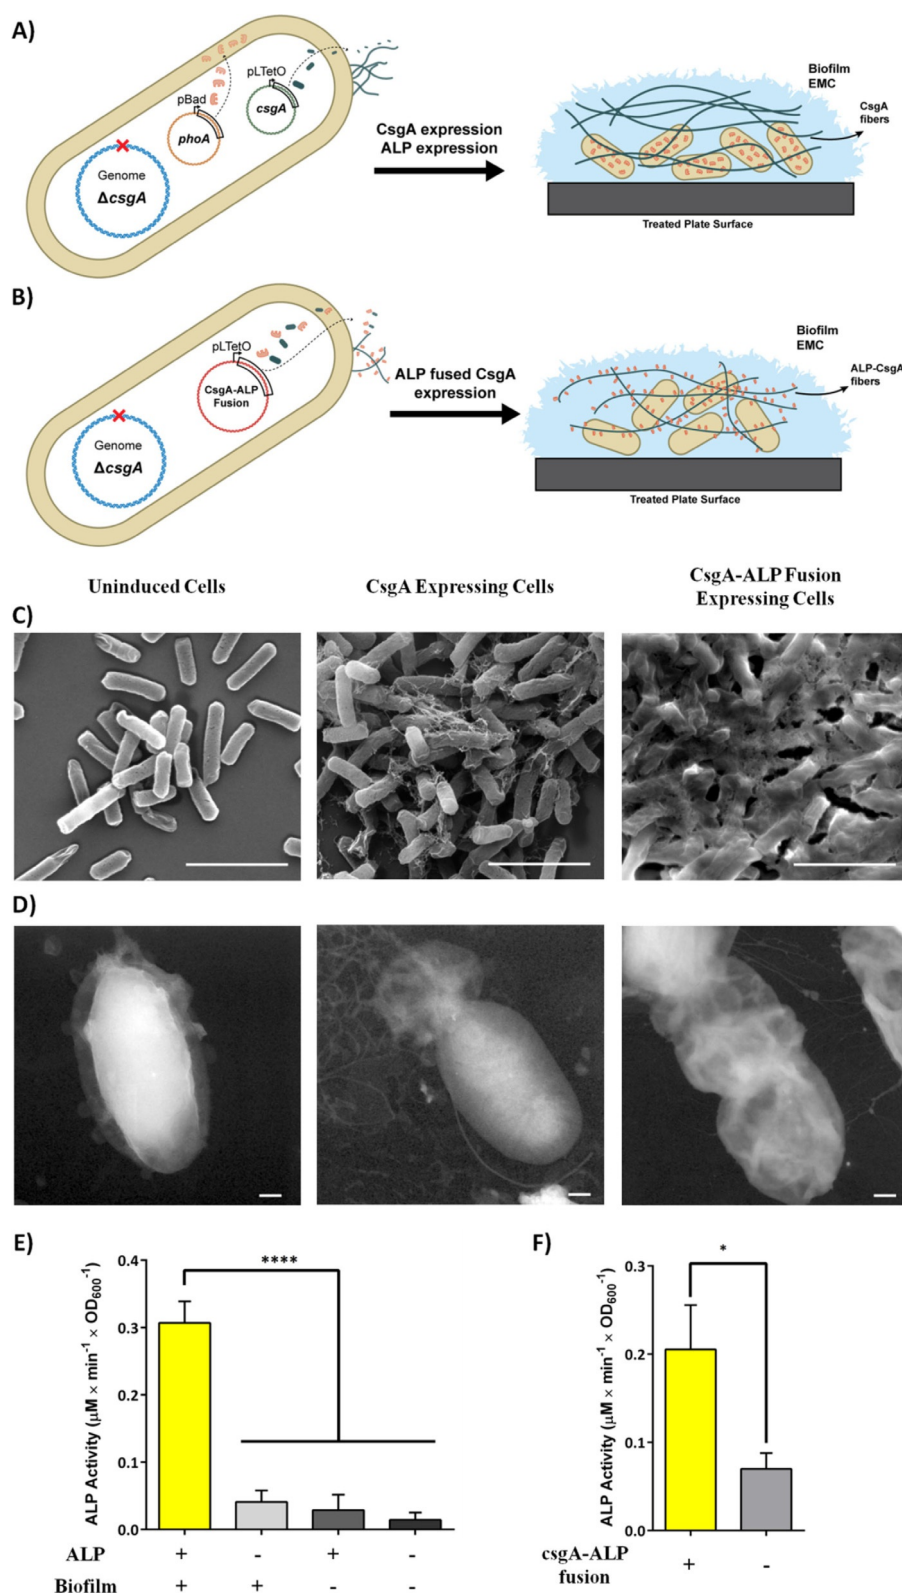 A)
pLTetO
pBad
csgA
phoA
Genome
ΔcsgA
CsgA expression
ALP expression
Biofilm
EMC
CsgA
fibers
Treated Plate Surface
B)
pLTetO
CsgA-ALP
Fusion
Genome
ΔcsgA
ALP fused CsgA
expression
Biofilm
EMC
ALP-CsgA
fibers
Treated Plate Surface
Uninduced Cells
CsgA Expressing Cells
CsgA-ALP Fusion
Expressing Cells
C)
D)
E)
ALP Activity (μM × min⁻¹ × OD₆₀₀⁻¹)
0.4
0.3
0.2
0.1
0.0
****
ALP + - + -
Biofilm + + - -
F)
ALP Activity (μM × min⁻¹ × OD₆₀₀⁻¹)
0.3
0.2
0.1
0.0
*
csgA-ALP
fusion
+ -